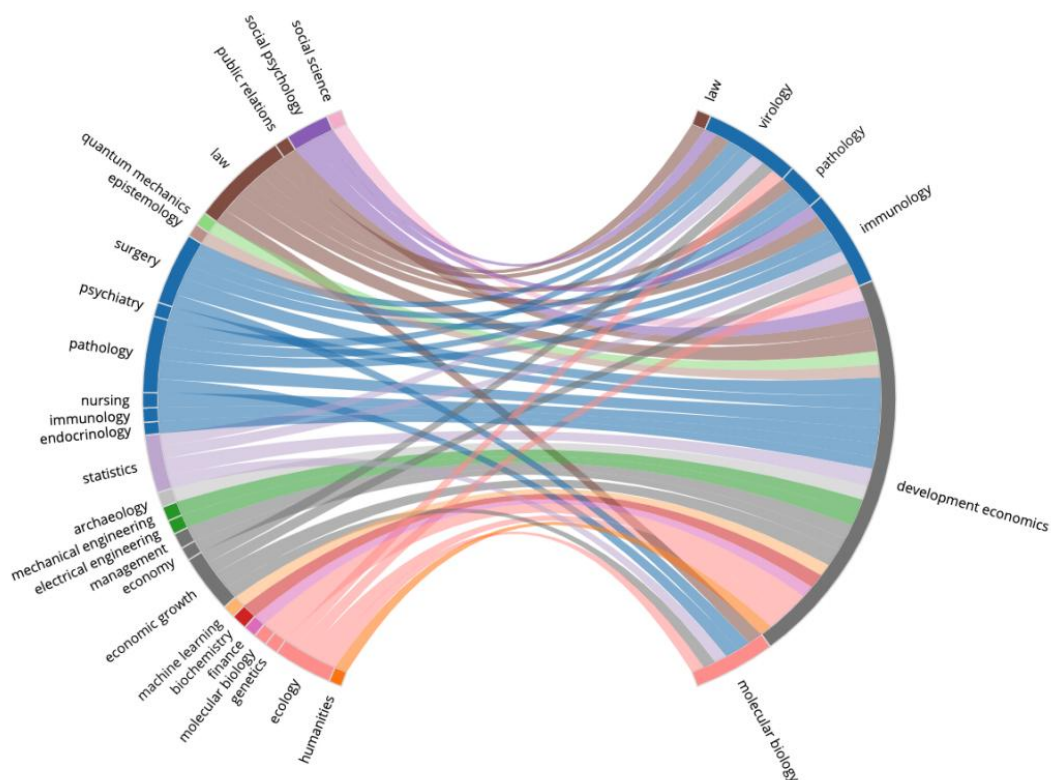 social science
social psychology
public relations
law
quantum mechanics
epistemology
surgery
psychiatry
pathology
nursing
immunology
endocrinology
statistics
archaeology
mechanical engineering
electrical engineering
management
economy
economic growth
machine learning
biochemistry
finance
molecular biology
genetics
ecology
humanities
law
virology
pathology
immunology
development economics
molecular biology